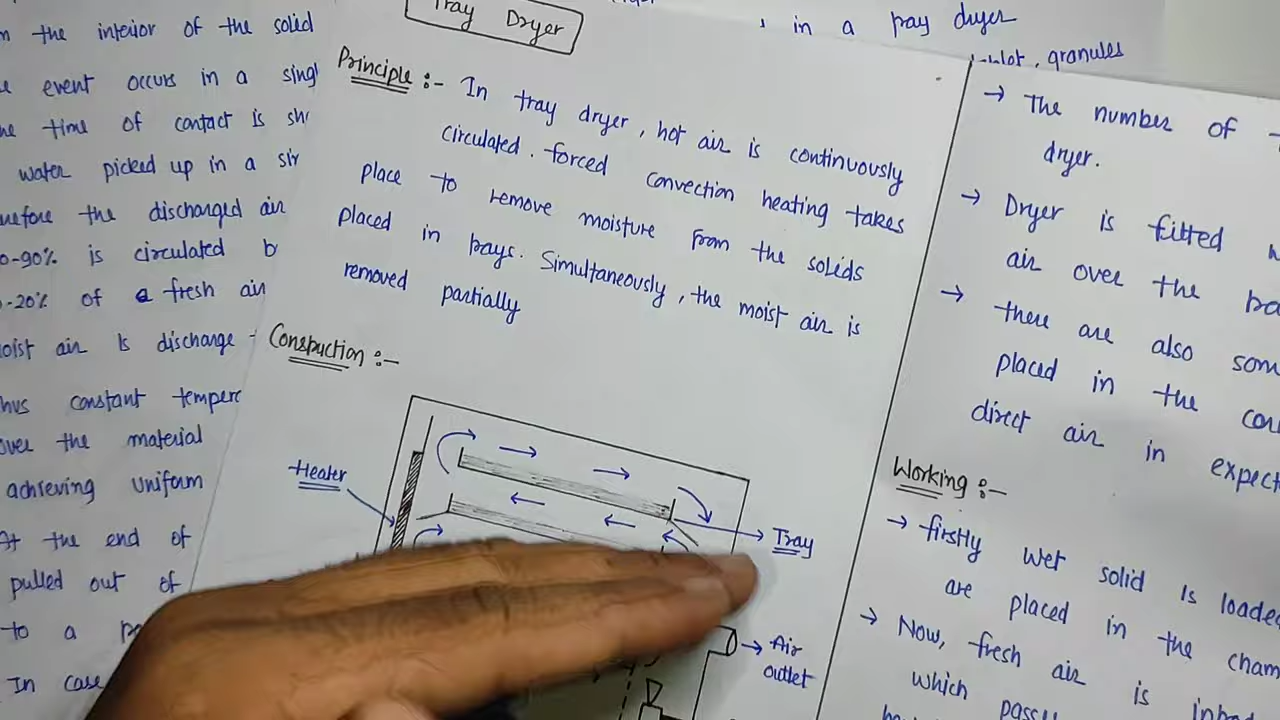 in a tray dryer
granules
n the interior of the solid
event occurs in a singl
time of contact is sh
water picked up in a sin
the discharged air
0-90% is circulated b
-20% of a fresh air
oist air is discharge
hus constant tempera
over the material
achieving uniform
At the end of
pulled out of
to a
In case
Tray Dryer
Principle :- In tray dryer, hot air is continuously
circulated. forced convection heating takes
place to remove moisture from the solids
placed in trays. Simultaneously, the moist air is
removed partially
Construction :-
Heater
Tray
Air
outlet
→ The number of
dryer.
→ Dryer is fitted
air over the
→ there are also som
placed in the
direct air in expect
Working :-
→ firstly wet solid is loade
are placed in the cham
→ Now, fresh air is
which